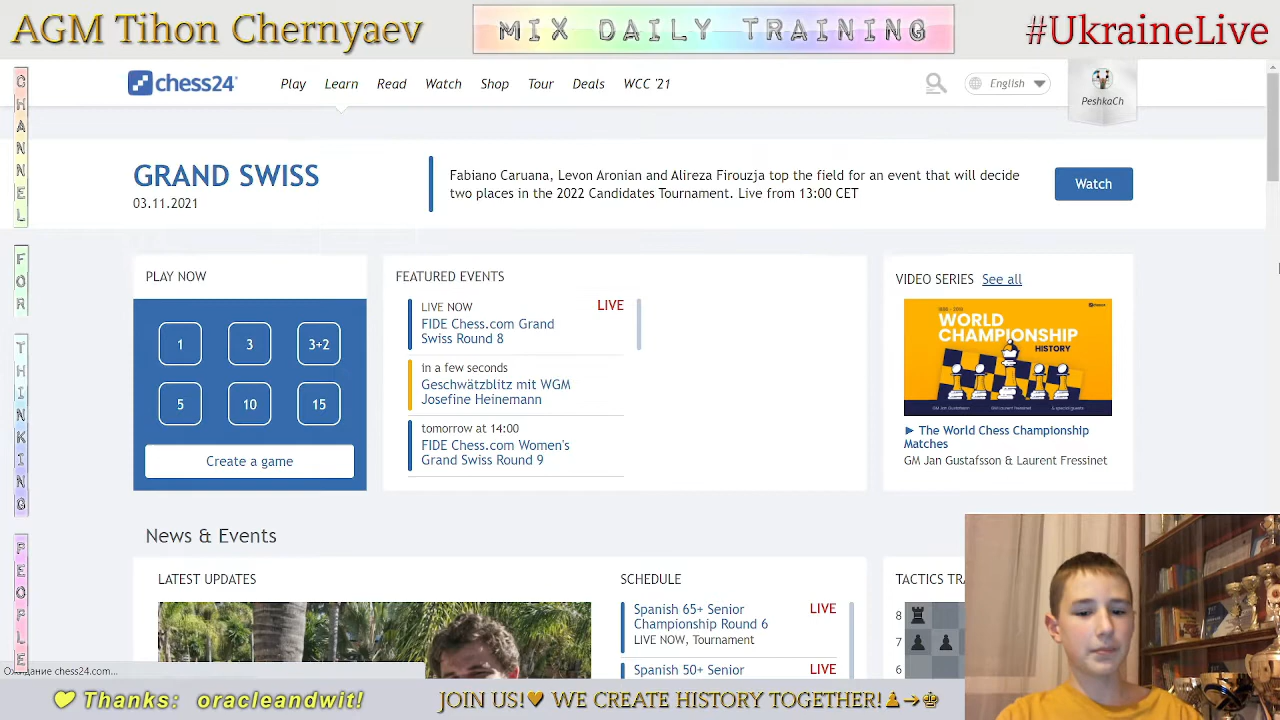 AGM Tihon Chernyaev
MIX DAILY TRAINING
#UkraineLive
CHANNEL
FOR
THINKING
PEOPLE
chess24
Play
Learn
Read
Watch
Shop
Tour
Deals
WCC '21
English
PeshkaCh
GRAND SWISS
03.11.2021
Fabiano Caruana, Levon Aronian and Alireza Firouzja top the field for an event that will decide
two places in the 2022 Candidates Tournament. Live from 13:00 CET
Watch
PLAY NOW
1
3
3+2
5
10
15
Create a game
FEATURED EVENTS
LIVE NOW
LIVE
FIDE Chess.com Grand
Swiss Round 8
in a few seconds
Geschwätzblitz mit WGM
Josefine Heinemann
tomorrow at 14:00
FIDE Chess.com Women's
Grand Swiss Round 9
VIDEO SERIES See all
WORLD
CHAMPIONSHIP
HISTORY
The World Chess Championship
Matches
GM Jan Gustafsson & Laurent Fressinet
News & Events
LATEST UPDATES
SCHEDULE
Spanish 65+ Senior
LIVE
Championship Round 6
LIVE NOW, Tournament
Spanish 50+ Senior
LIVE
TACTICS TRA
8
7
6
Ожидание chess24.com...
Thanks: oracleandwit!
JOIN US! WE CREATE HISTORY TOGETHER!